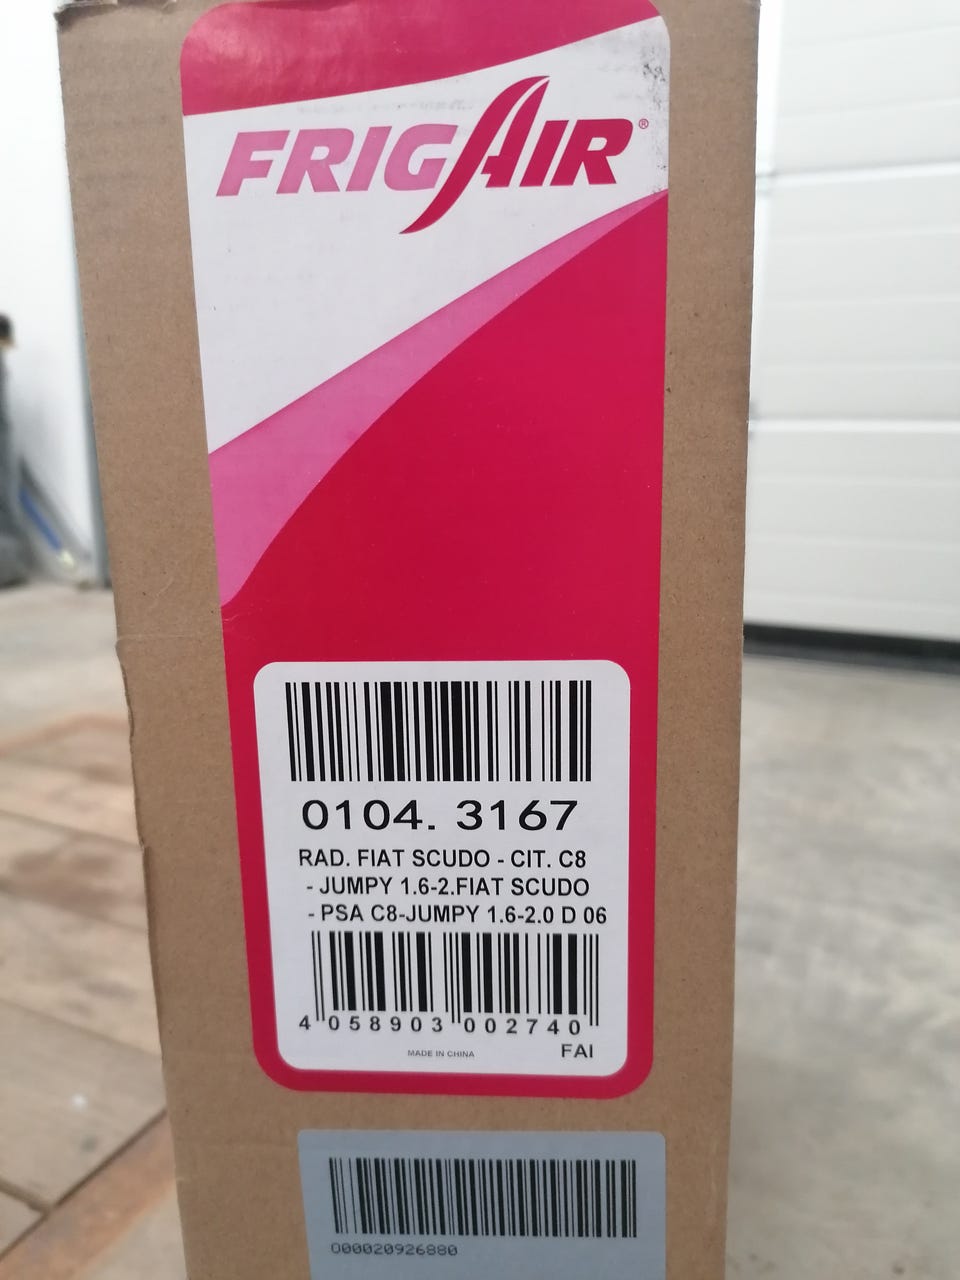 FRIGAIR®
0104. 3167
RAD. FIAT SCUDO - CIT. C8
- JUMPY 1.6-2.FIAT SCUDO
- PSA C8-JUMPY 1.6-2.0 D 06
4 058903 002740
MADE IN CHINA
FAI
000020926880